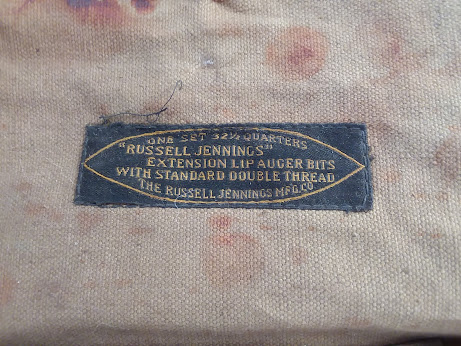 ONE SET 32½ QUARTERS
"RUSSELL JENNINGS"
EXTENSION LIP AUGER BITS
WITH STANDARD DOUBLE THREAD
THE RUSSELL JENNINGS MFG.CO